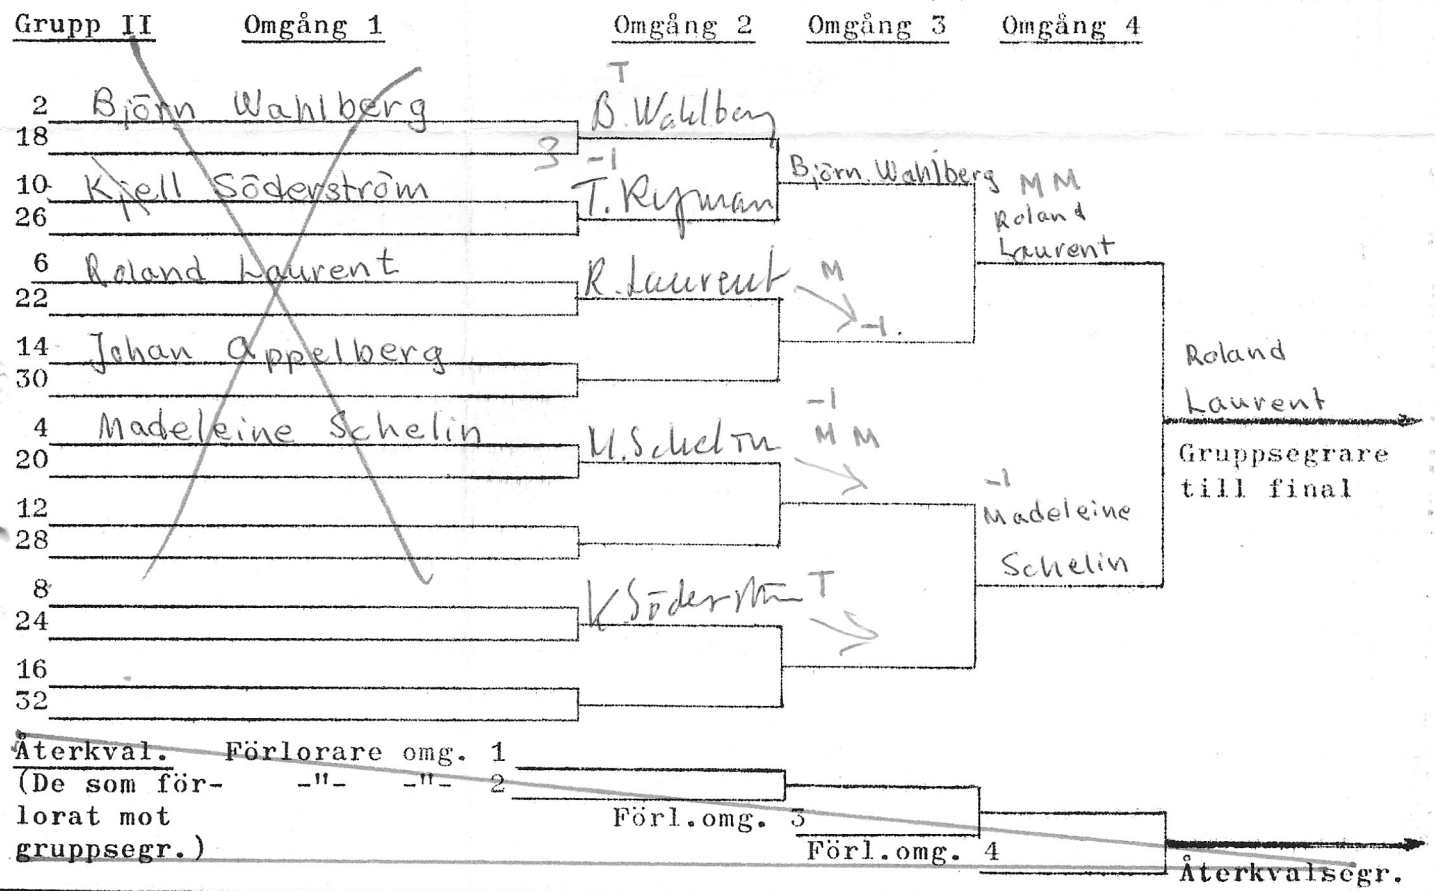 Grupp II Omgång 1 Omgång 2 Omgång 3 Omgång 4
T
2 Björn Wahlberg B. Wahlberg
18
3 -1 Björn Wahlberg MM
10 Kjell Söderström T. Ryman
26 Roland
Laurent
6 Roland Laurent R. Laurent M
22
-1.
14 Johan Appelberg
30
Roland
Laurent
-1
4 Madeleine Schelin M. Schelin M M
20
Gruppsegrare
till final
-1
12 Madeleine
28
Schelin
8 K Söderström T
24
16
32
Återkval. Förlorare omg. 1
(De som för- -"- -"- 2
lorat mot Förl.omg. 3
gruppsegr.) Förl.omg. 4
Återkvalsegr.